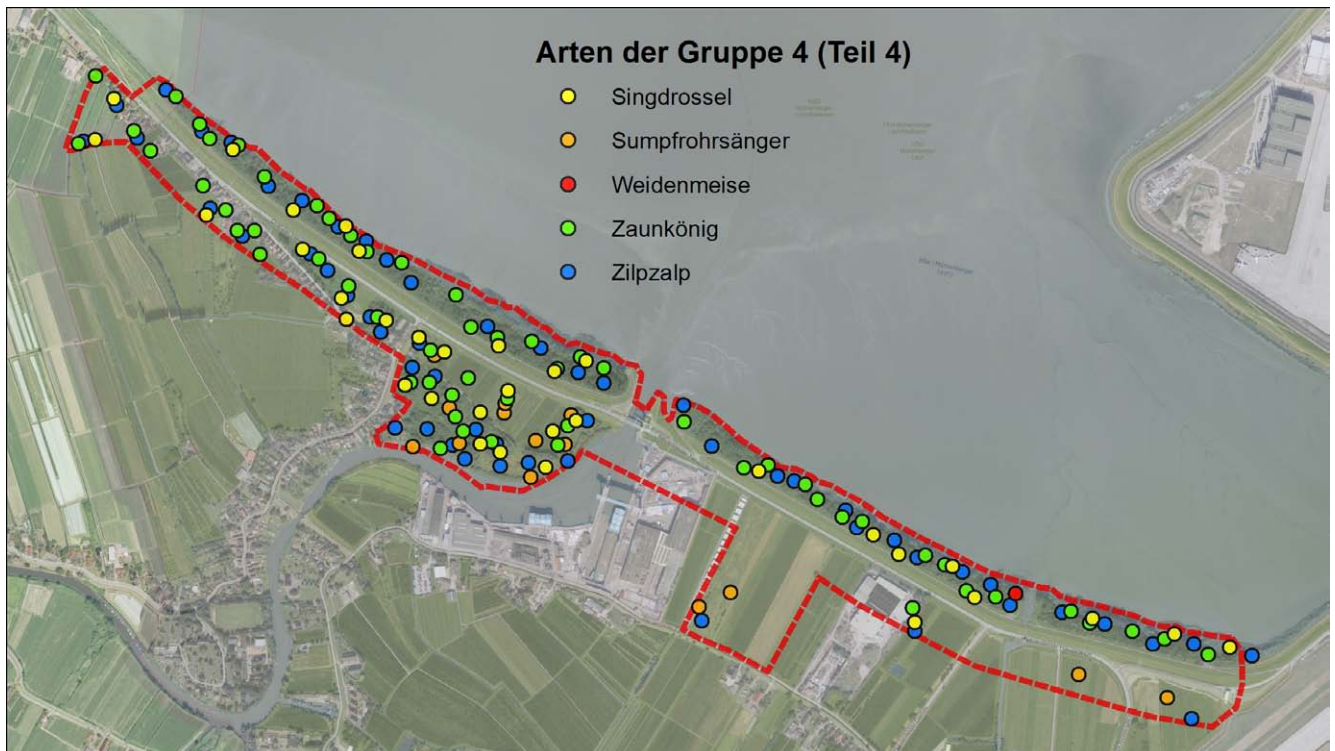 Arten der Gruppe 4 (Teil 4)
Singdrossel
Sumpfrohrsänger
Weidenmeise
Zaunkönig
Zilpzalp